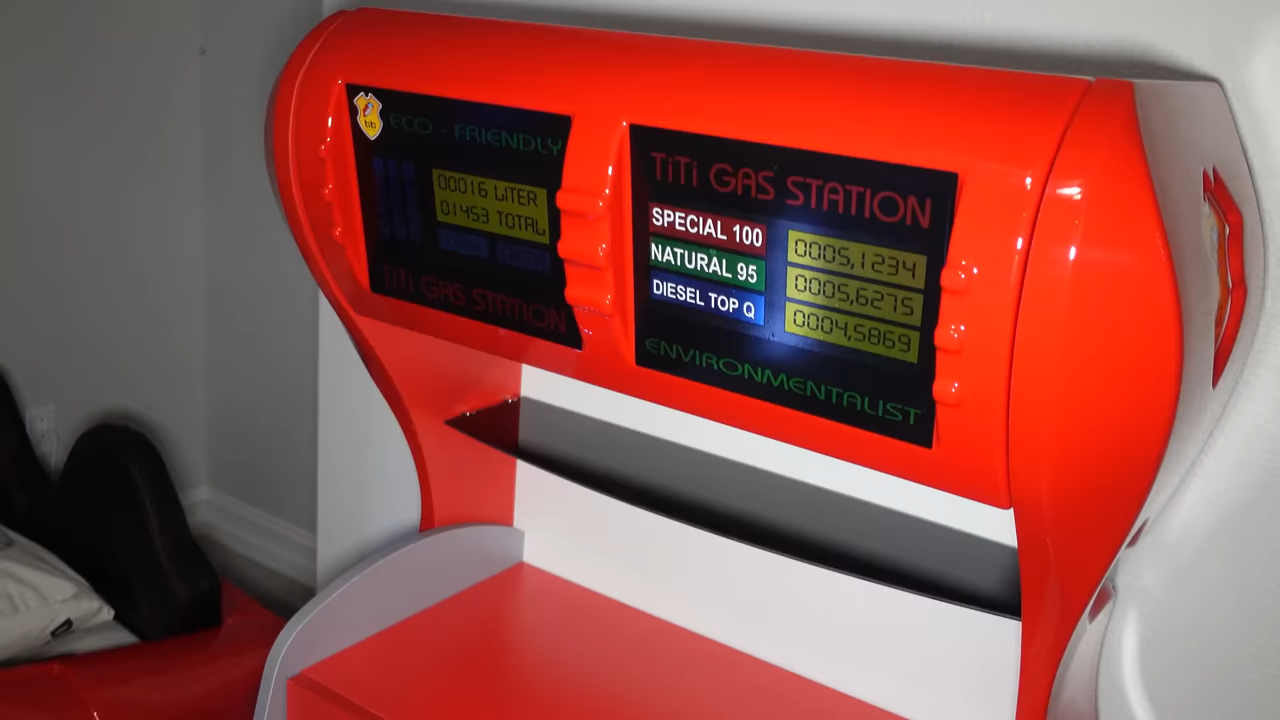 titi
ECO - FRIENDLY
00016 LITER
01453 TOTAL
TiTi GAS STATION
TiTi GAS STATION
SPECIAL 100
0005,1234
NATURAL 95
0005,6275
DIESEL TOP Q
0004,5869
ENVIRONMENTALIST